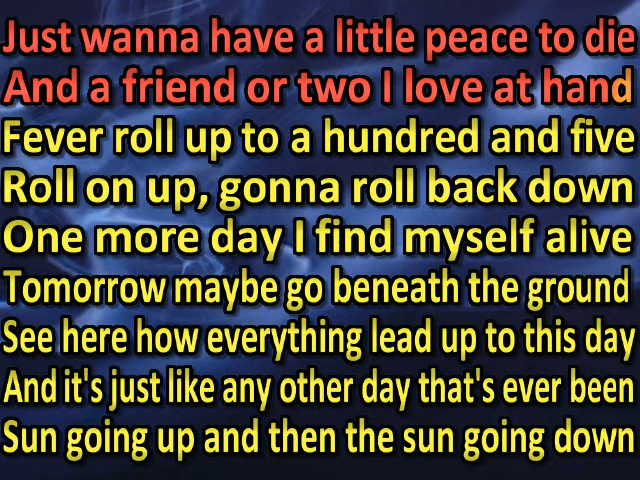 Just wanna have a little peace to die
And a friend or two I love at hand
Fever roll up to a hundred and five
Roll on up, gonna roll back down
One more day I find myself alive
Tomorrow maybe go beneath the ground
See here how everything lead up to this day
And it's just like any other day that's ever been
Sun going up and then the sun going down